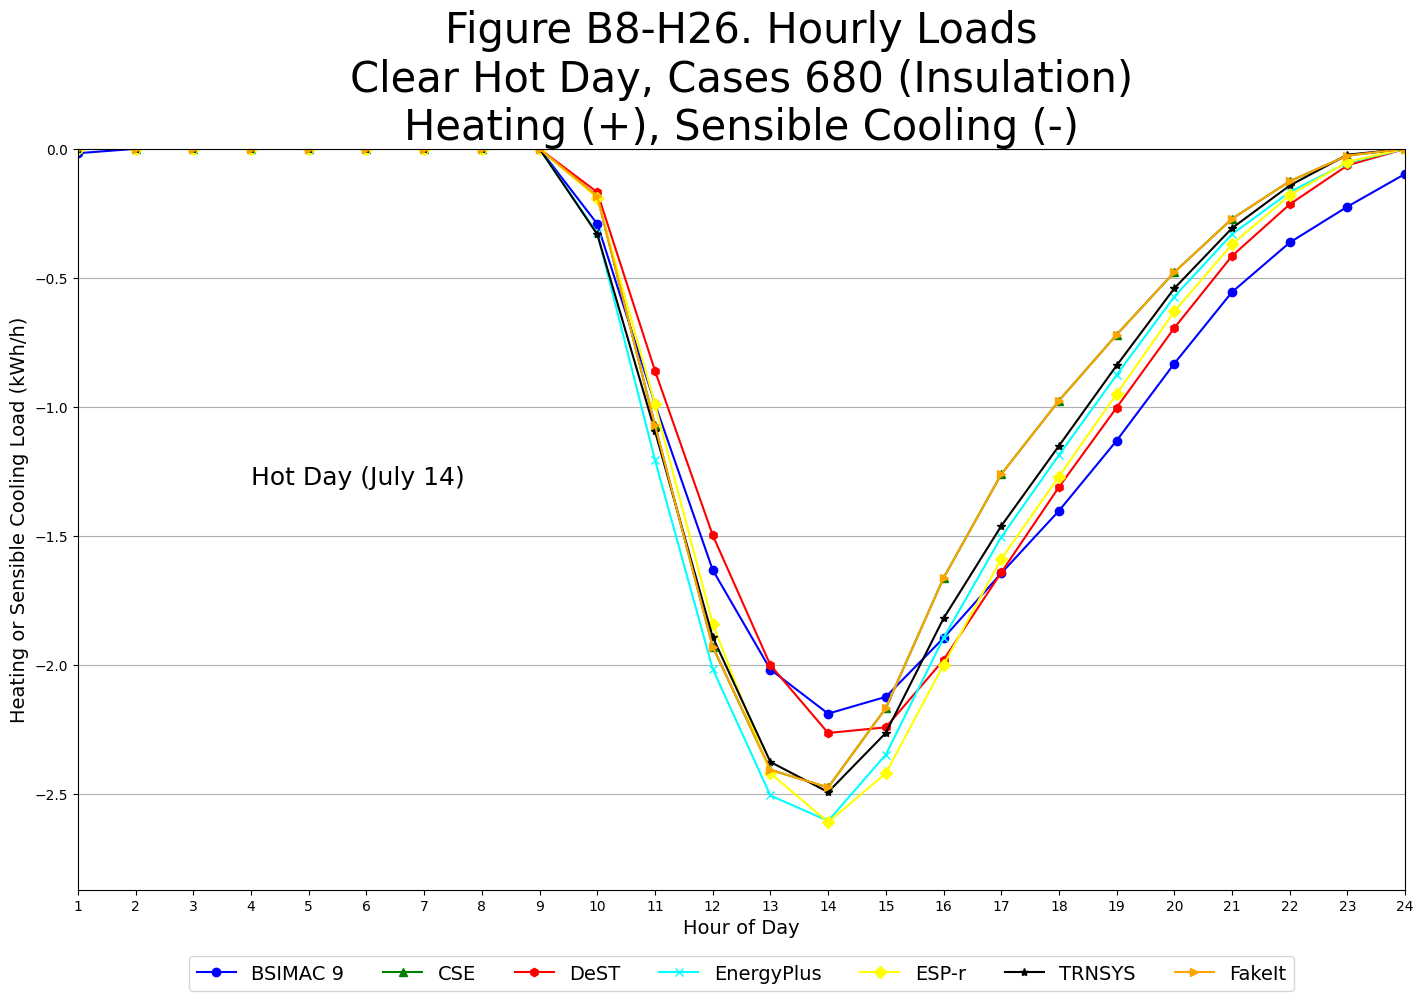 Figure B8-H26. Hourly Loads
Clear Hot Day, Cases 680 (Insulation)
Heating (+), Sensible Cooling (-)
Heating or Sensible Cooling Load (kWh/h)
0.0
−0.5
−1.0
−1.5
−2.0
−2.5
Hot Day (July 14)
1 2 3 4 5 6 7 8 9 10 11 12 13 14 15 16 17 18 19 20 21 22 23 24
Hour of Day
BSIMAC 9 CSE DeST EnergyPlus ESP-r TRNSYS FakeIt